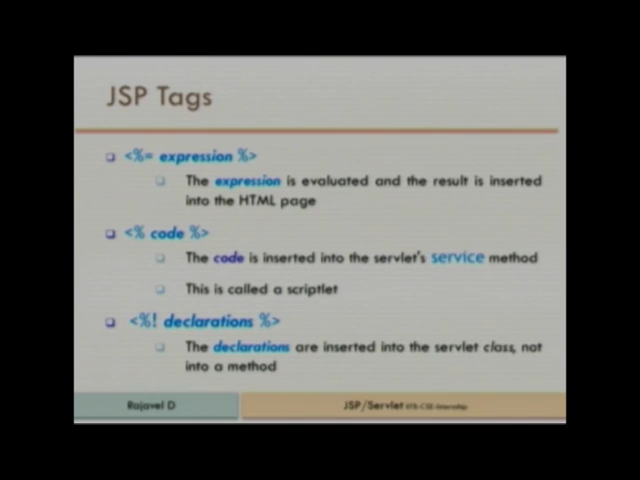 JSP Tags
<%= expression %>
The expression is evaluated and the result is inserted
into the HTML page
<% code %>
The code is inserted into the servlet's service method
This is called a scriptlet
<%! declarations %>
The declarations are inserted into the servlet class, not
into a method
Rajavel D
JSP/Servlet